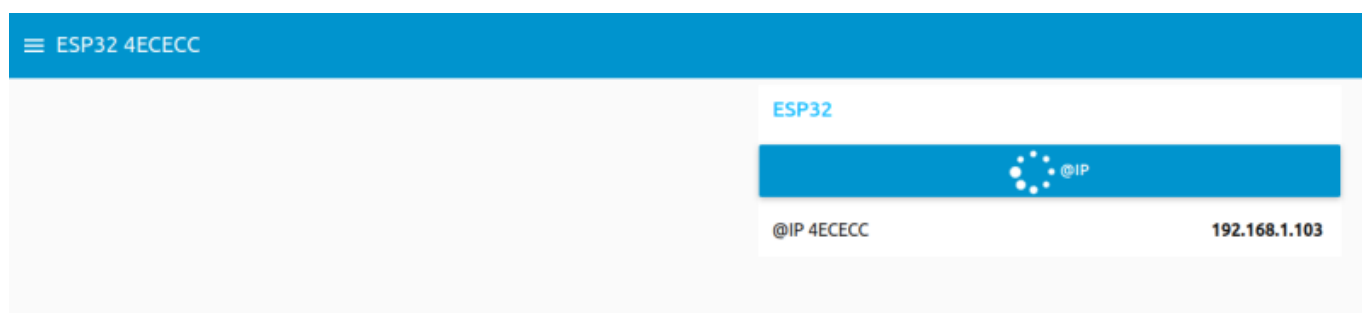 ESP32 4ECECC
ESP32
@IP
@IP 4ECECC 192.168.1.103